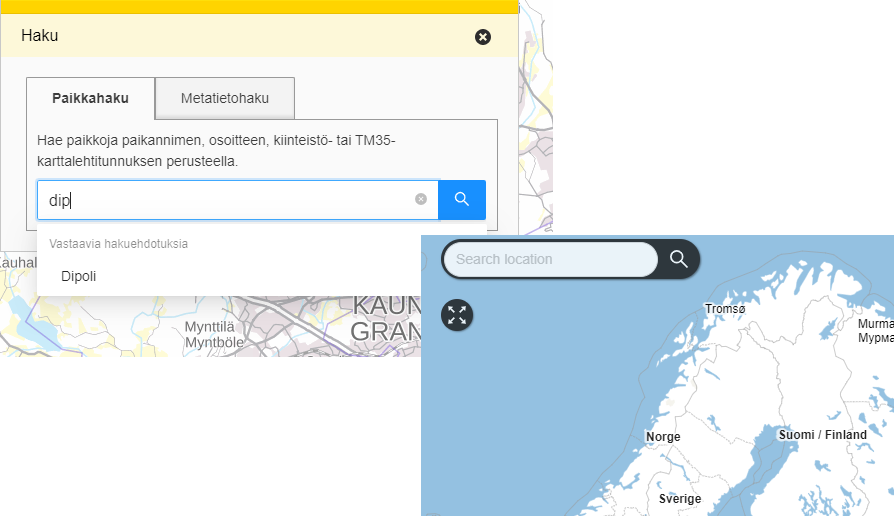 Haku
Paikkahaku
Metatietohaku
Hae paikkoja paikannimen, osoitteen, kiinteistö- tai TM35-
karttalehtitunnuksen perusteella.
dip
Vastaavia hakuehdotuksia
Dipoli
Mynttilä
Myntböle
KAUN
GRAN
Search location
Tromsø
Murma
Мурма
Norge
Suomi / Finland
Sverige